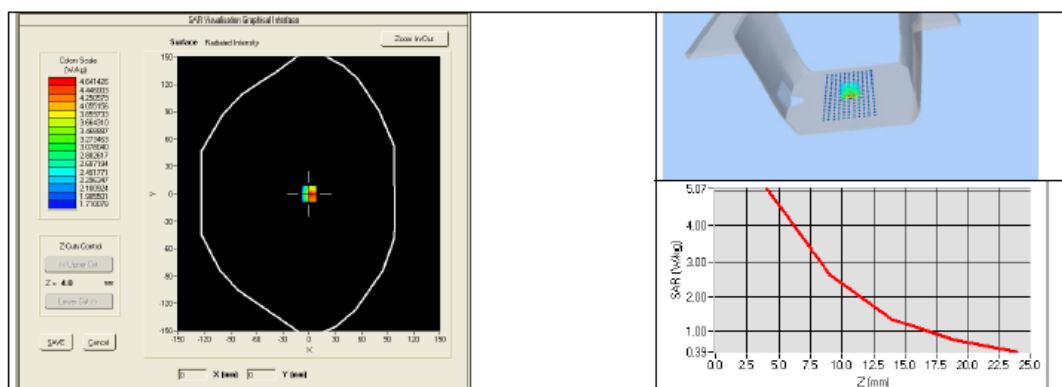 SAR Visualisation Graphical Interface
Surface Radiated Intensity
Zoom In/Out
Colors Scale
(W/kg)
4.641426
4.446003
4.250579
4.055156
3.859733
3.664310
3.468887
3.273463
3.078040
2.882617
2.687194
2.491771
2.296347
2.100924
1.905501
1.710078
150
120
90
60
30
0
-30
-60
-90
-120
-150
Y
-150 -120 -90 -60 -30 0 30 60 90 120 150
X
Z Cuts Control
<< Upper Cut
Z = 4.0 mm
Lower Cut >>
SAVE Cancel
0 X (mm) 0 Y (mm)
5.07
4.00
3.00
2.00
1.00
0.39
SAR (W/kg)
0.0 2.5 5.0 7.5 10.0 12.5 15.0 17.5 20.0 22.5 25.0
Z (mm)